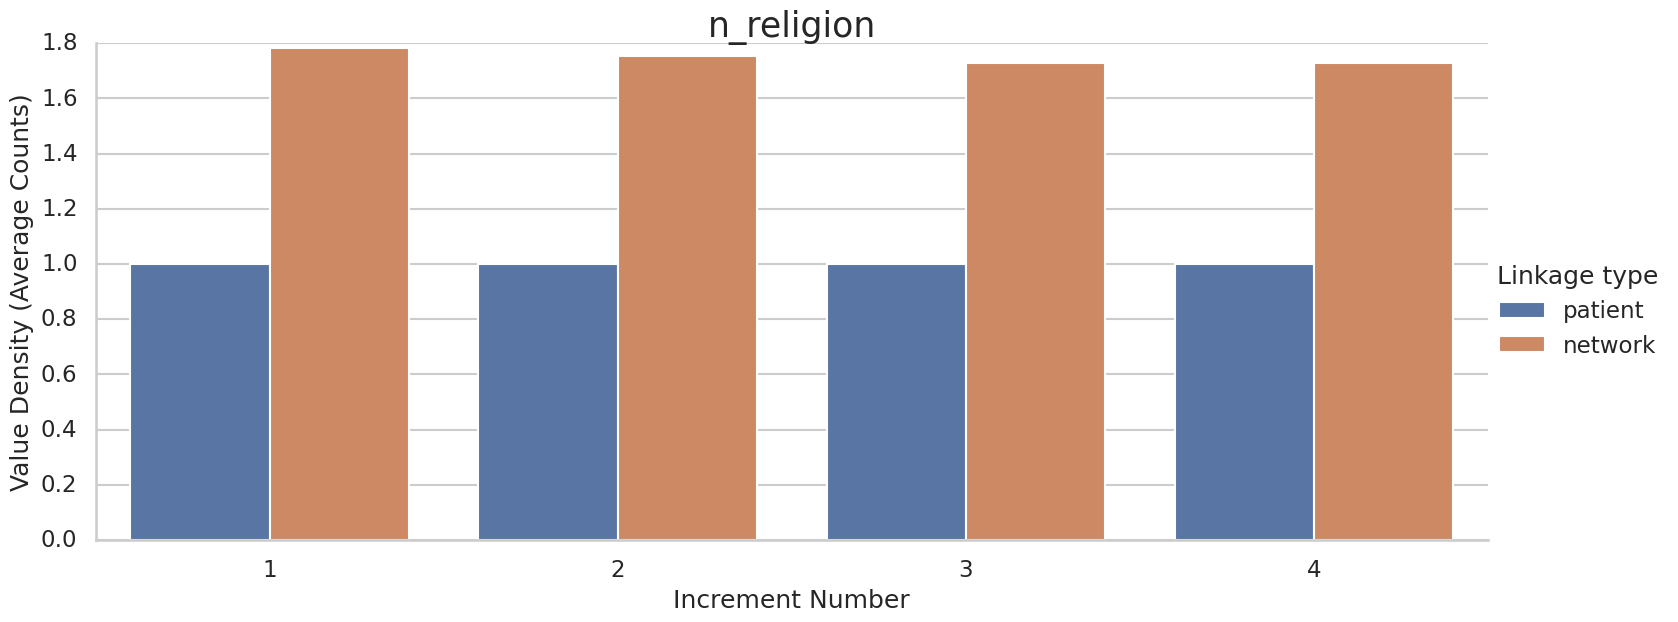 n_religion
Value Density (Average Counts)
1.8
1.6
1.4
1.2
1.0
0.8
0.6
0.4
0.2
0.0
1 2 3 4
Increment Number
Linkage type
patient
network